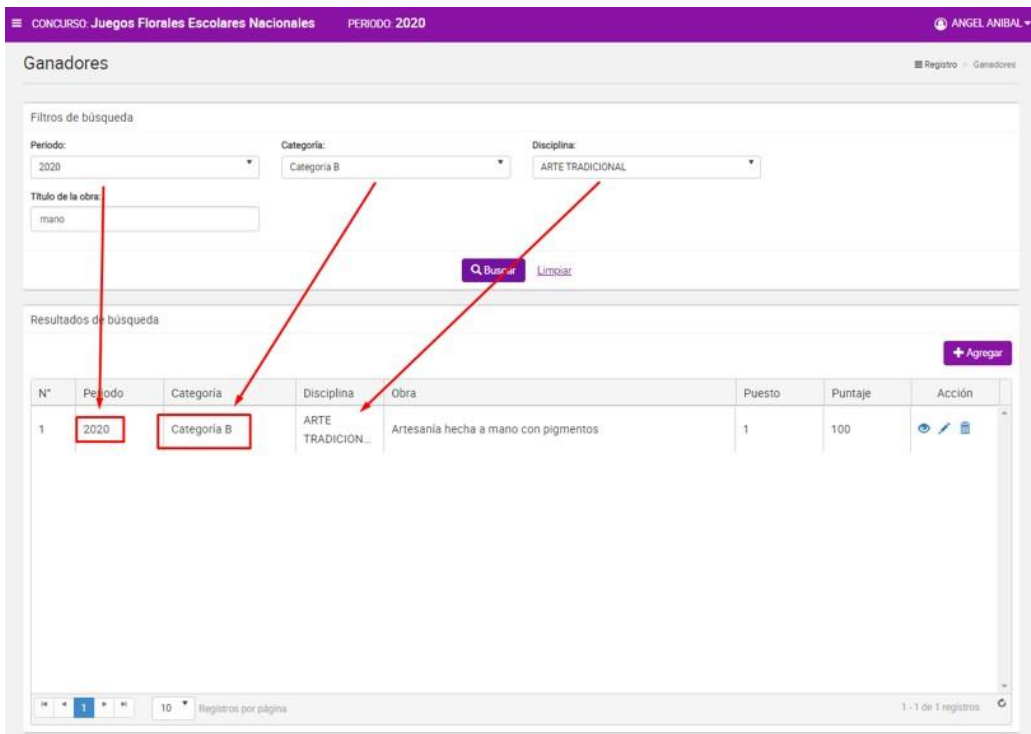 CONCURSO: Juegos Florales Escolares Nacionales PERIODO: 2020 ANGEL ANIBAL
Ganadores Registro > Ganadores
Filtros de búsqueda
Periodo: Categoría: Disciplina:
2020 Categoría B ARTE TRADICIONAL
Título de la obra:
mano
Buscar Limpiar
Resultados de búsqueda
Agregar
N° Periodo Categoría Disciplina Obra Puesto Puntaje Acción
1 2020 Categoría B ARTE TRADICION... Artesanía hecha a mano con pigmentos 1 100
1 10 Registros por página 1 - 1 de 1 registros